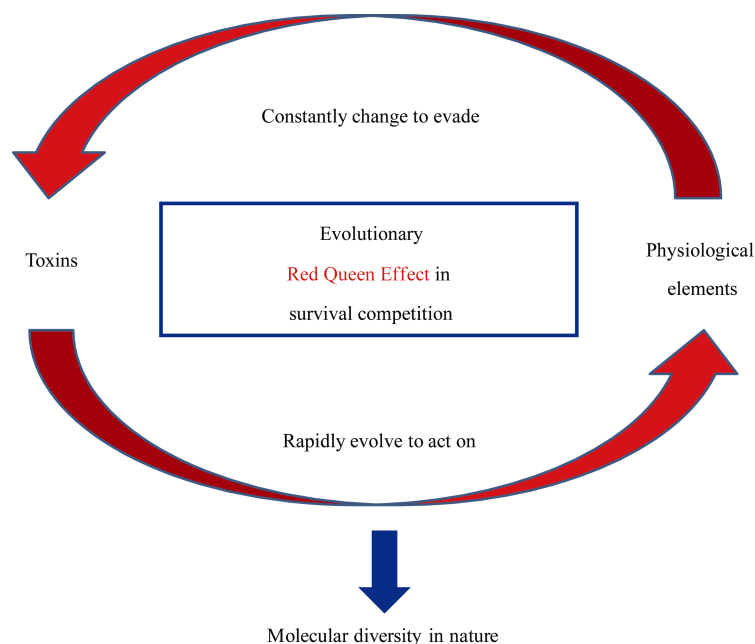 Constantly change to evade
Evolutionary
Red Queen Effect in
survival competition
Toxins
Physiological
elements
Rapidly evolve to act on
Molecular diversity in nature